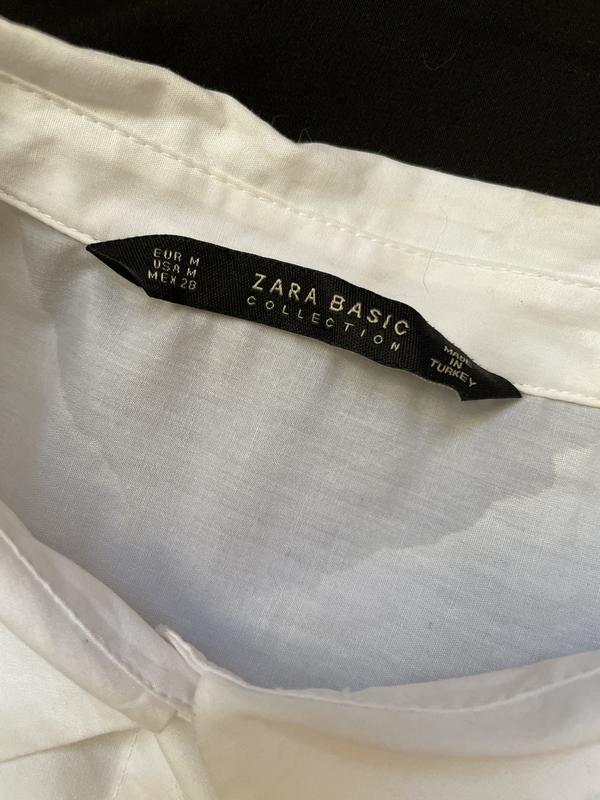 EUR M
USA M
MEX 28
ZARA BASIC
COLLECTION
MADE
IN
TURKEY